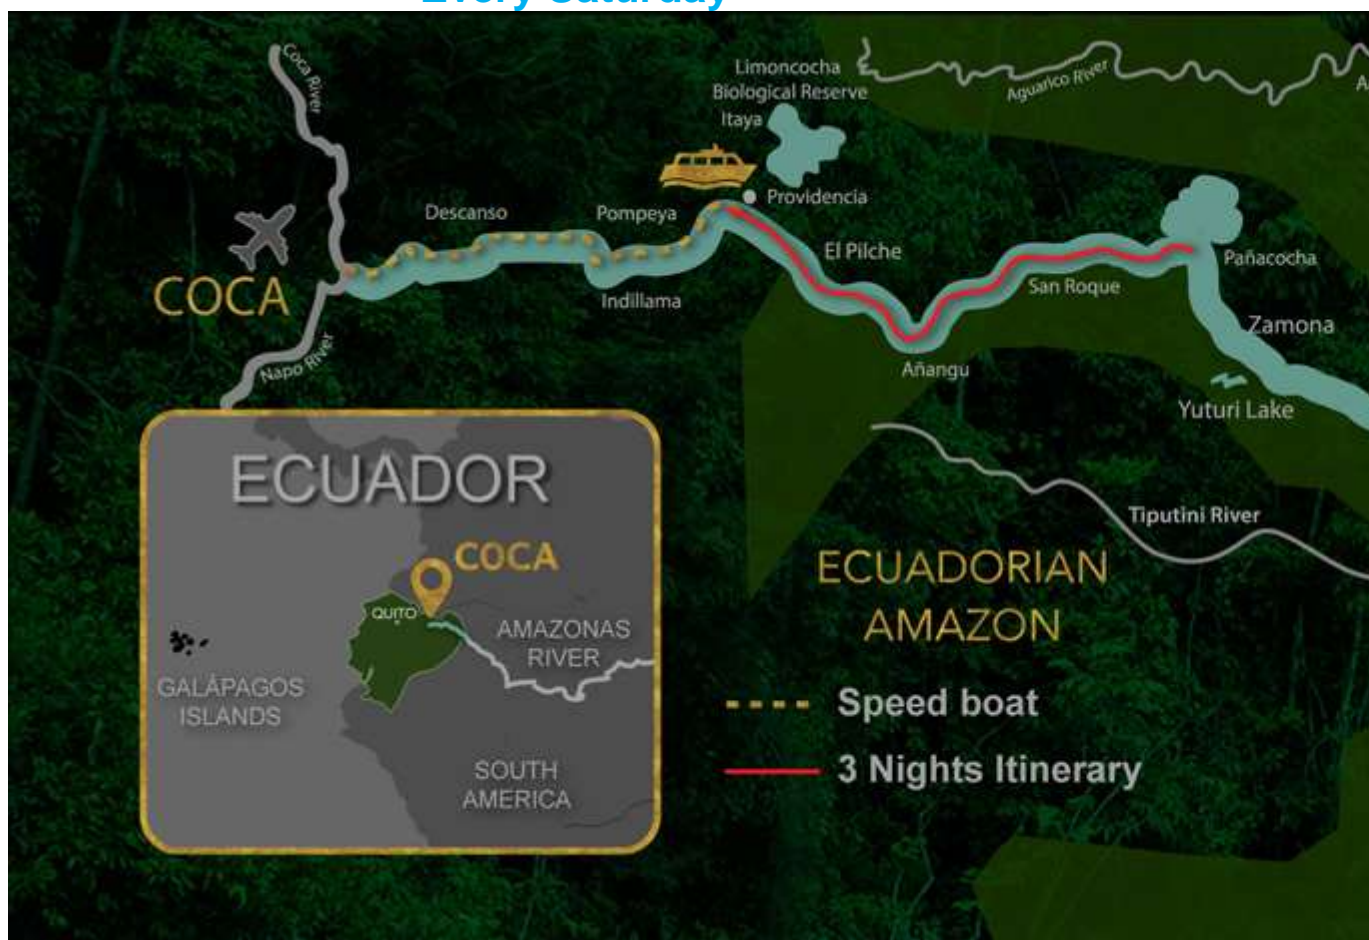 Every Saturday
Coca River
Limoncocha
Biological Reserve
Itaya
Aguarico River
A
Descanso
Pompeya
Providencia
El Pilche
Pañacocha
COCA
Indillama
San Roque
Zamona
Napo River
Añangu
Yuturi Lake
ECUADOR
Tiputini River
COCA
QUITO
AMAZONAS
RIVER
GALÁPAGOS
ISLANDS
SOUTH
AMERICA
ECUADORIAN
AMAZON
Speed boat
3 Nights Itinerary